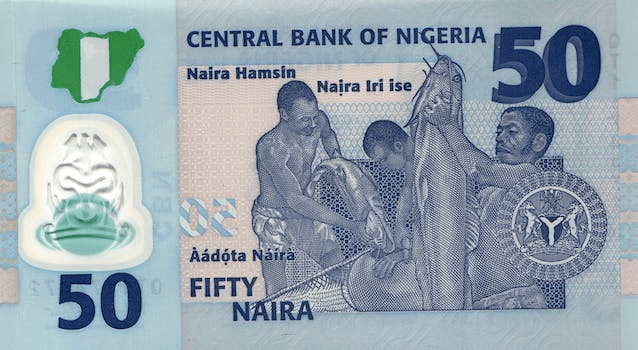 CENTRAL BANK OF NIGERIA
50
Naira Hamsin
Naịra Iri ise
Àádọ́ta Náírà
FIFTY
NAIRA
50